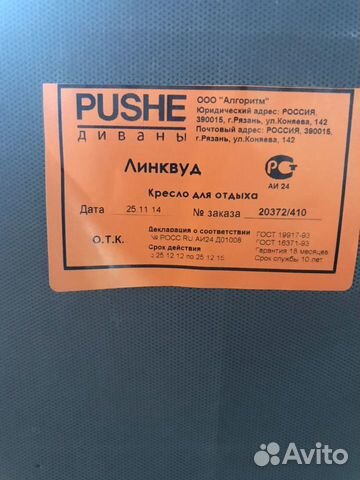 PUSHE
диваны
ООО "Алгоритм"
Юридический адрес: РОССИЯ,
390015, г.Рязань, ул.Коняева, 142
Почтовый адрес: РОССИЯ, 390015,
г.Рязань, ул.Коняева, 142
Линквуд
АИ 24
Кресло для отдыха
Дата 25.11.14 № заказа 20372/410
О.Т.К.
Декларация о соответствии
№ РОСС RU.АИ24.Д01008
Срок действия
с 25.12.12 по 25.12.15
ГОСТ 19917-93
ГОСТ 16371-93
Гарантия 18 месяцев
Срок службы 10 лет
Avito